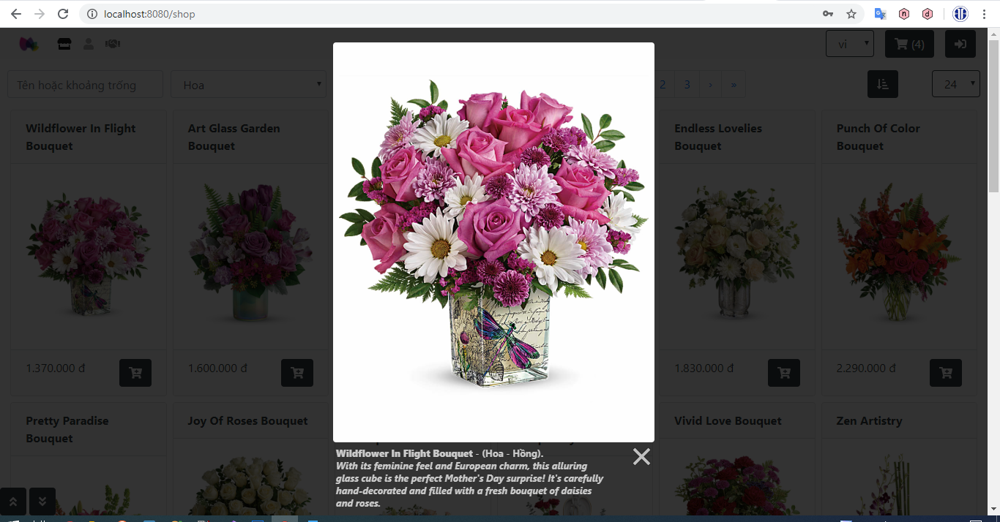 localhost:8080/shop
vi
(4)
Tên hoặc khoảng trống
Hoa
2
3
›
»
24
Wildflower In Flight
Bouquet
Art Glass Garden
Bouquet
Endless Lovelies
Bouquet
Punch Of Color
Bouquet
1.370.000 đ
1.600.000 đ
1.830.000 đ
2.290.000 đ
Pretty Paradise
Bouquet
Joy Of Roses Bouquet
Vivid Love Bouquet
Zen Artistry
Wildflower In Flight Bouquet - (Hoa - Hồng).
With its feminine feel and European charm, this alluring
glass cube is the perfect Mother's Day surprise! It's carefully
hand-decorated and filled with a fresh bouquet of daisies
and roses.